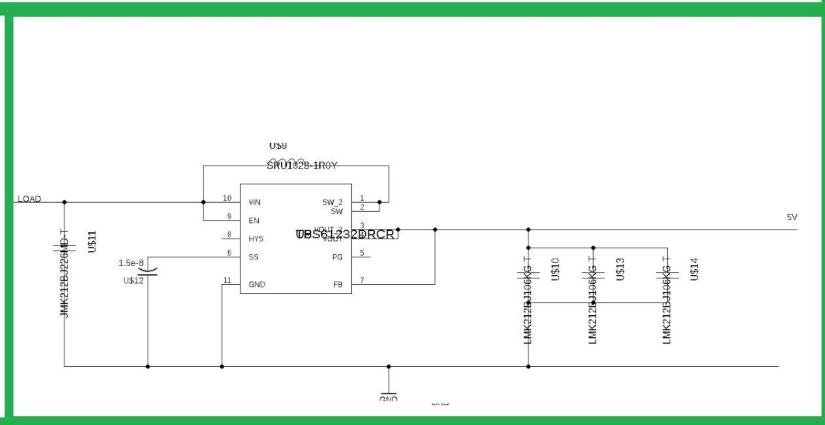 U$9
SRU1028-1R0Y
LOAD
10 VIN SW_2 1
SW 2
9 EN
5V
3
8 HYS
TPS61232DRCR
6 SS PG 5
11 GND FB 7
JMK212BJ226MD-T
U$11
1.5e-8
U$12
LMK212BJ106KG-T
U$10
LMK212BJ106KG-T
U$13
LMK212BJ106KG-T
U$14
GND